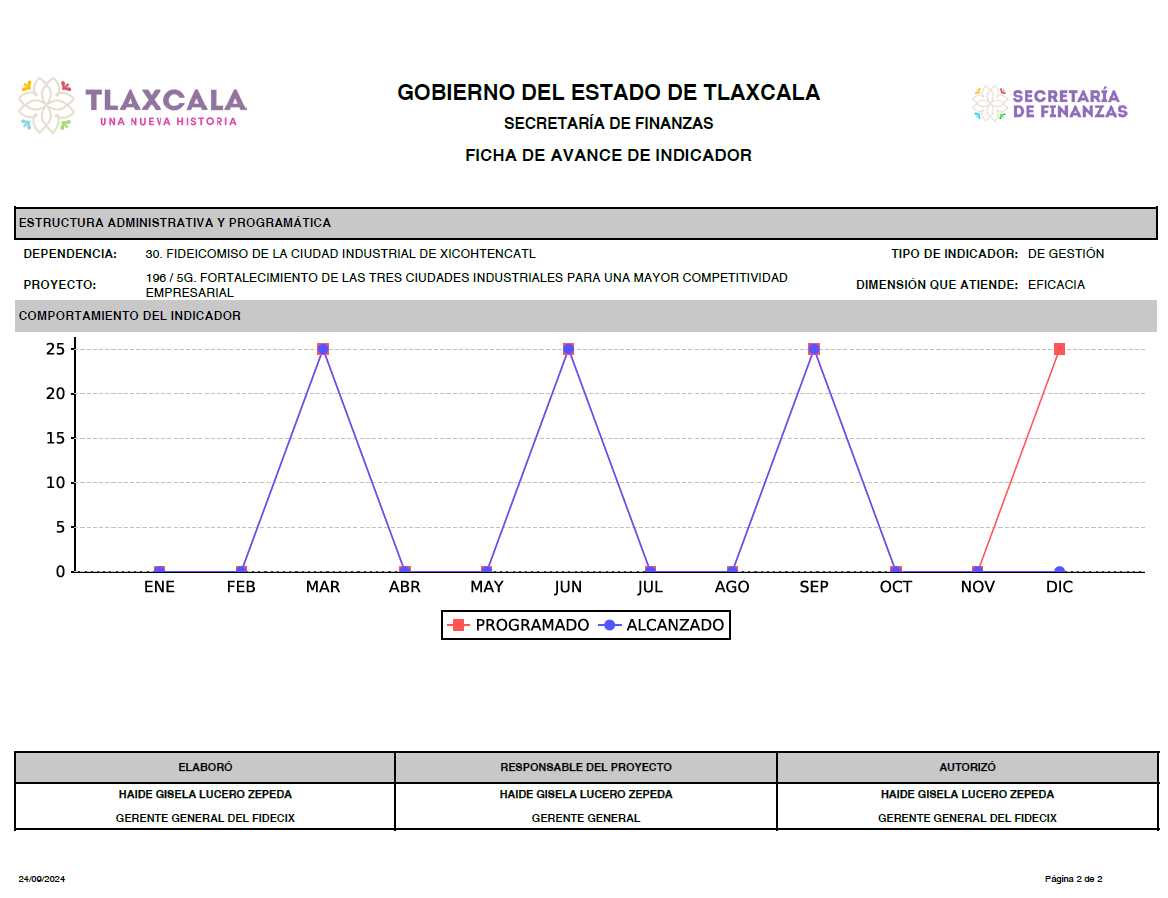 TLAXCALA
UNA NUEVA HISTORIA
GOBIERNO DEL ESTADO DE TLAXCALA
SECRETARÍA DE FINANZAS
FICHA DE AVANCE DE INDICADOR
SECRETARÍA
DE FINANZAS
ESTRUCTURA ADMINISTRATIVA Y PROGRAMÁTICA
DEPENDENCIA: 30. FIDEICOMISO DE LA CIUDAD INDUSTRIAL DE XICOHTENCATL TIPO DE INDICADOR: DE GESTIÓN
PROYECTO: 196 / 5G. FORTALECIMIENTO DE LAS TRES CIUDADES INDUSTRIALES PARA UNA MAYOR COMPETITIVIDAD
EMPRESARIAL
DIMENSIÓN QUE ATIENDE: EFICACIA
COMPORTAMIENTO DEL INDICADOR
25
20
15
10
5
0
ENE FEB MAR ABR MAY JUN JUL AGO SEP OCT NOV DIC
PROGRAMADO ALCANZADO
ELABORÓ RESPONSABLE DEL PROYECTO AUTORIZÓ
HAIDE GISELA LUCERO ZEPEDA HAIDE GISELA LUCERO ZEPEDA HAIDE GISELA LUCERO ZEPEDA
GERENTE GENERAL DEL FIDECIX GERENTE GENERAL GERENTE GENERAL DEL FIDECIX
24/09/2024 Página 2 de 2